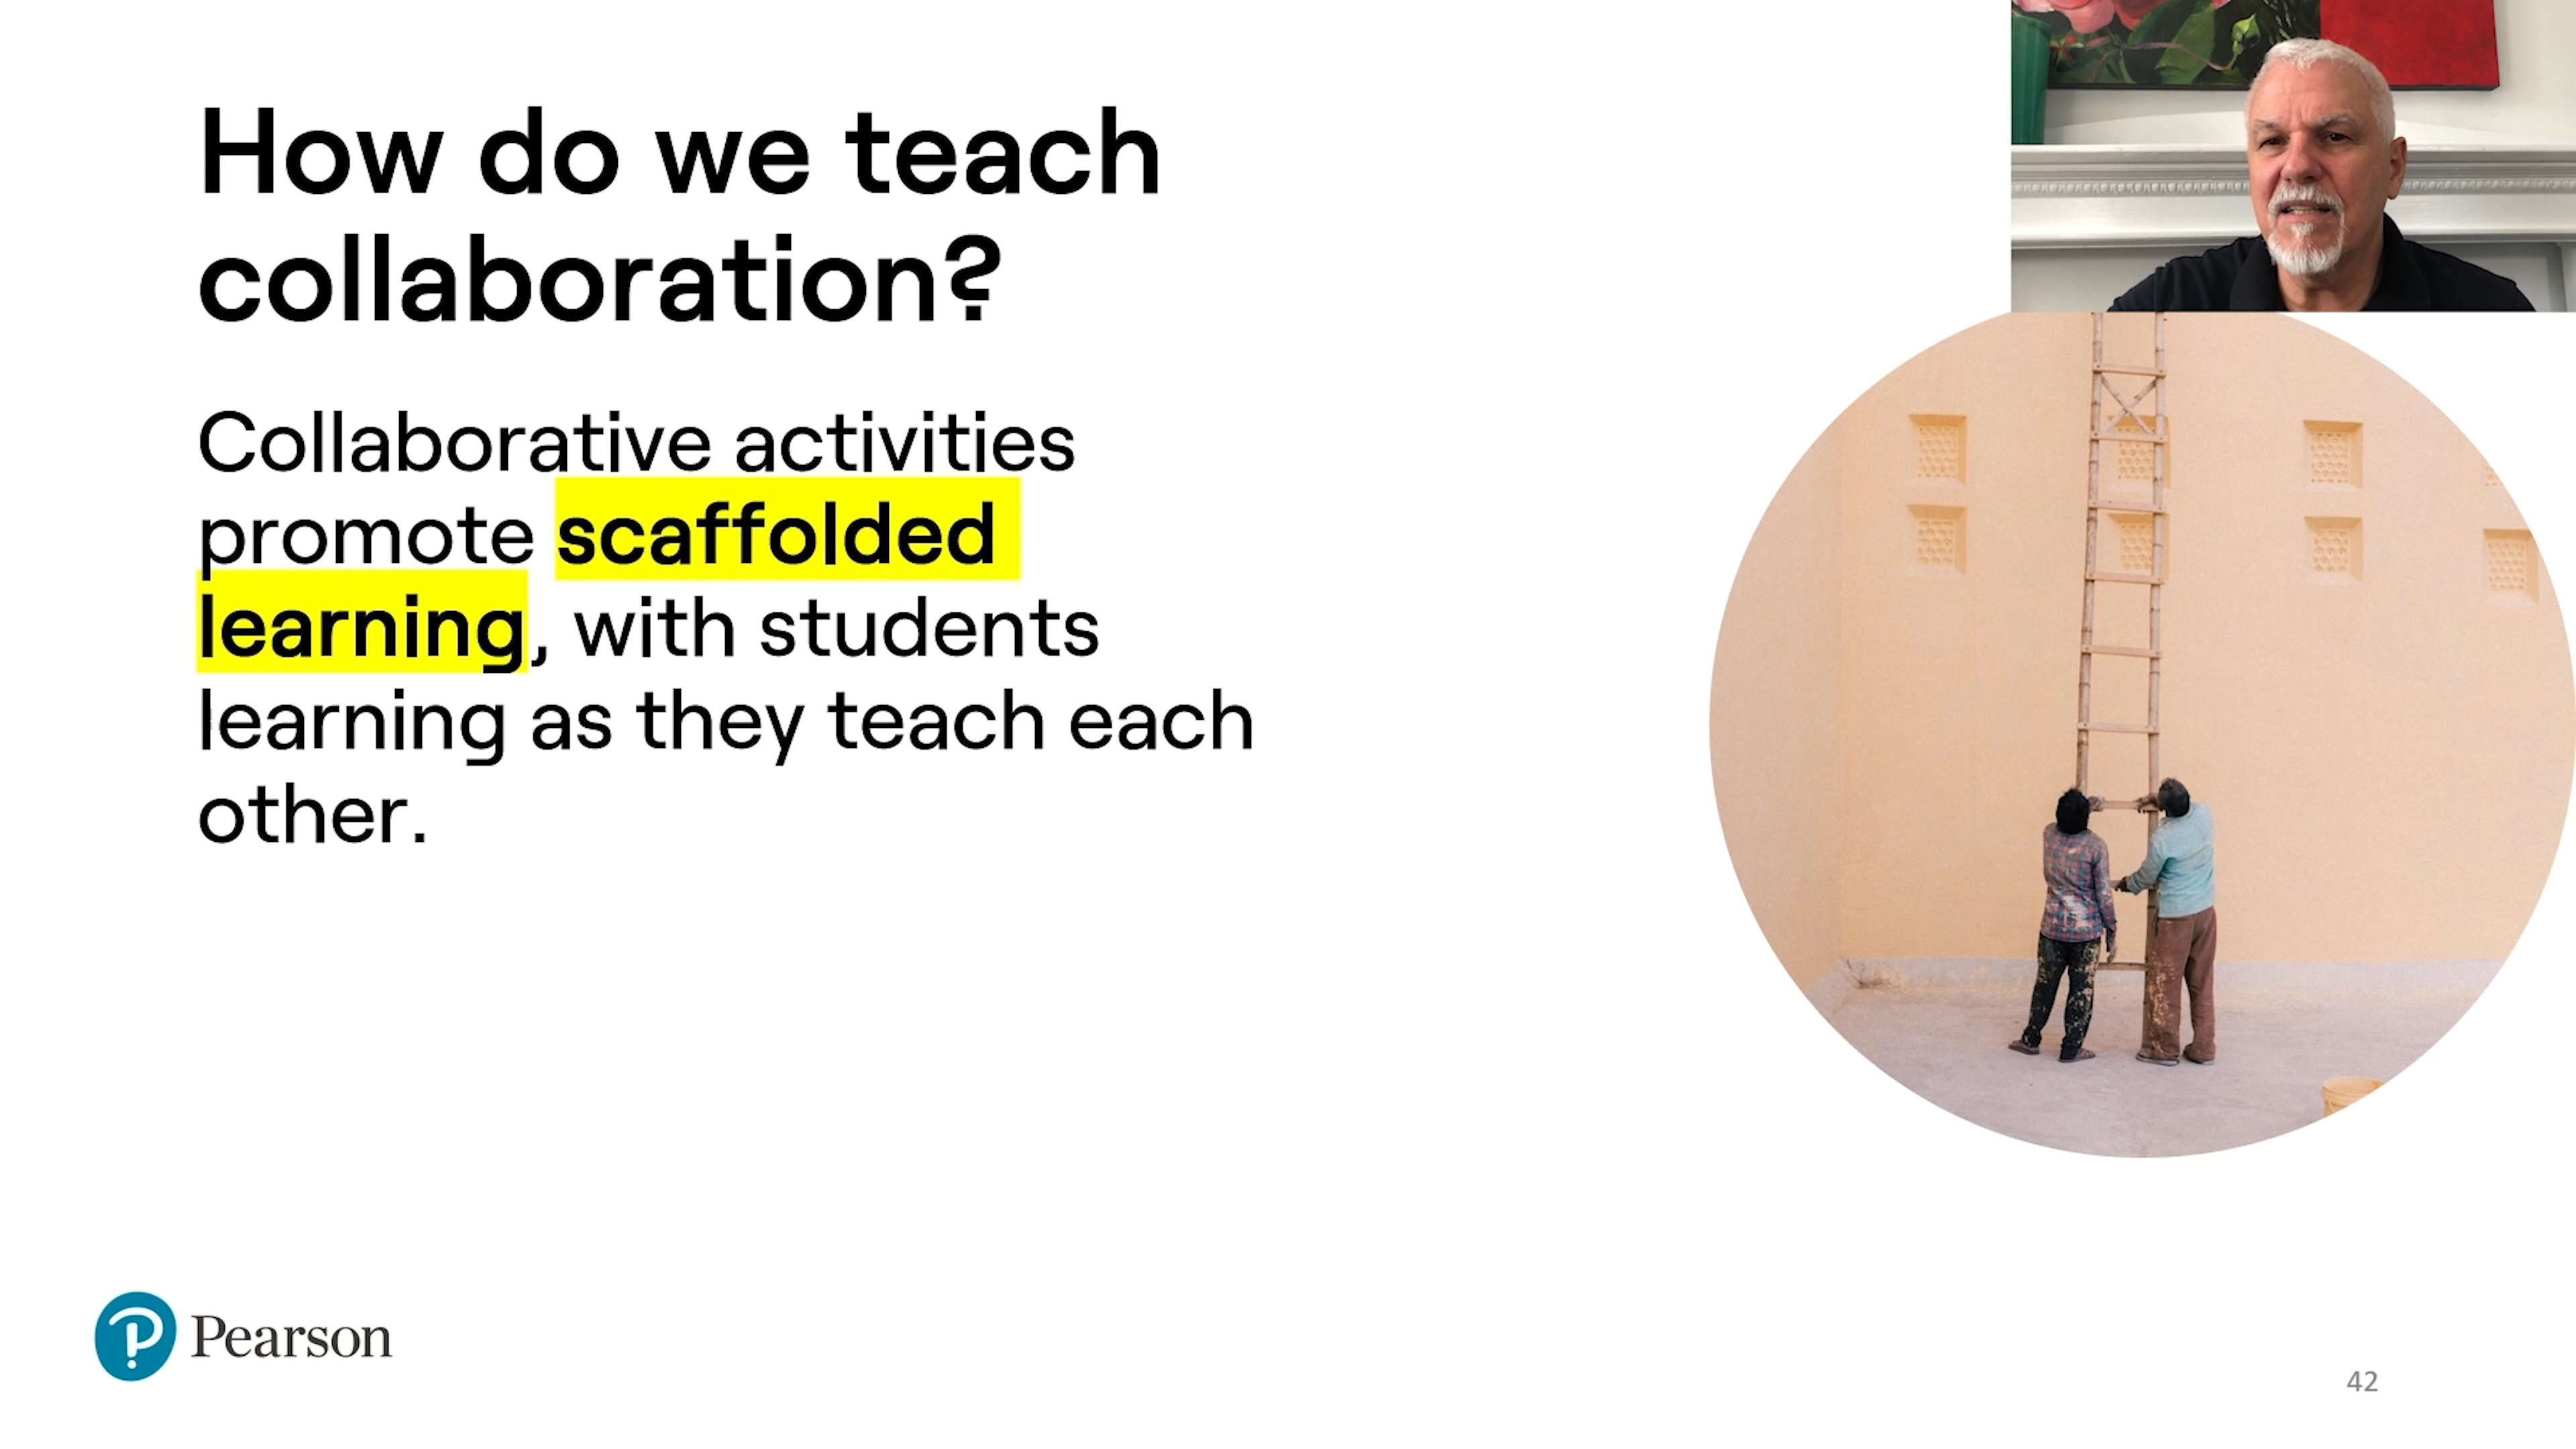 How do we teach
collaboration?
Collaborative activities
promote scaffolded
learning, with students
learning as they teach each
other.
Pearson
42